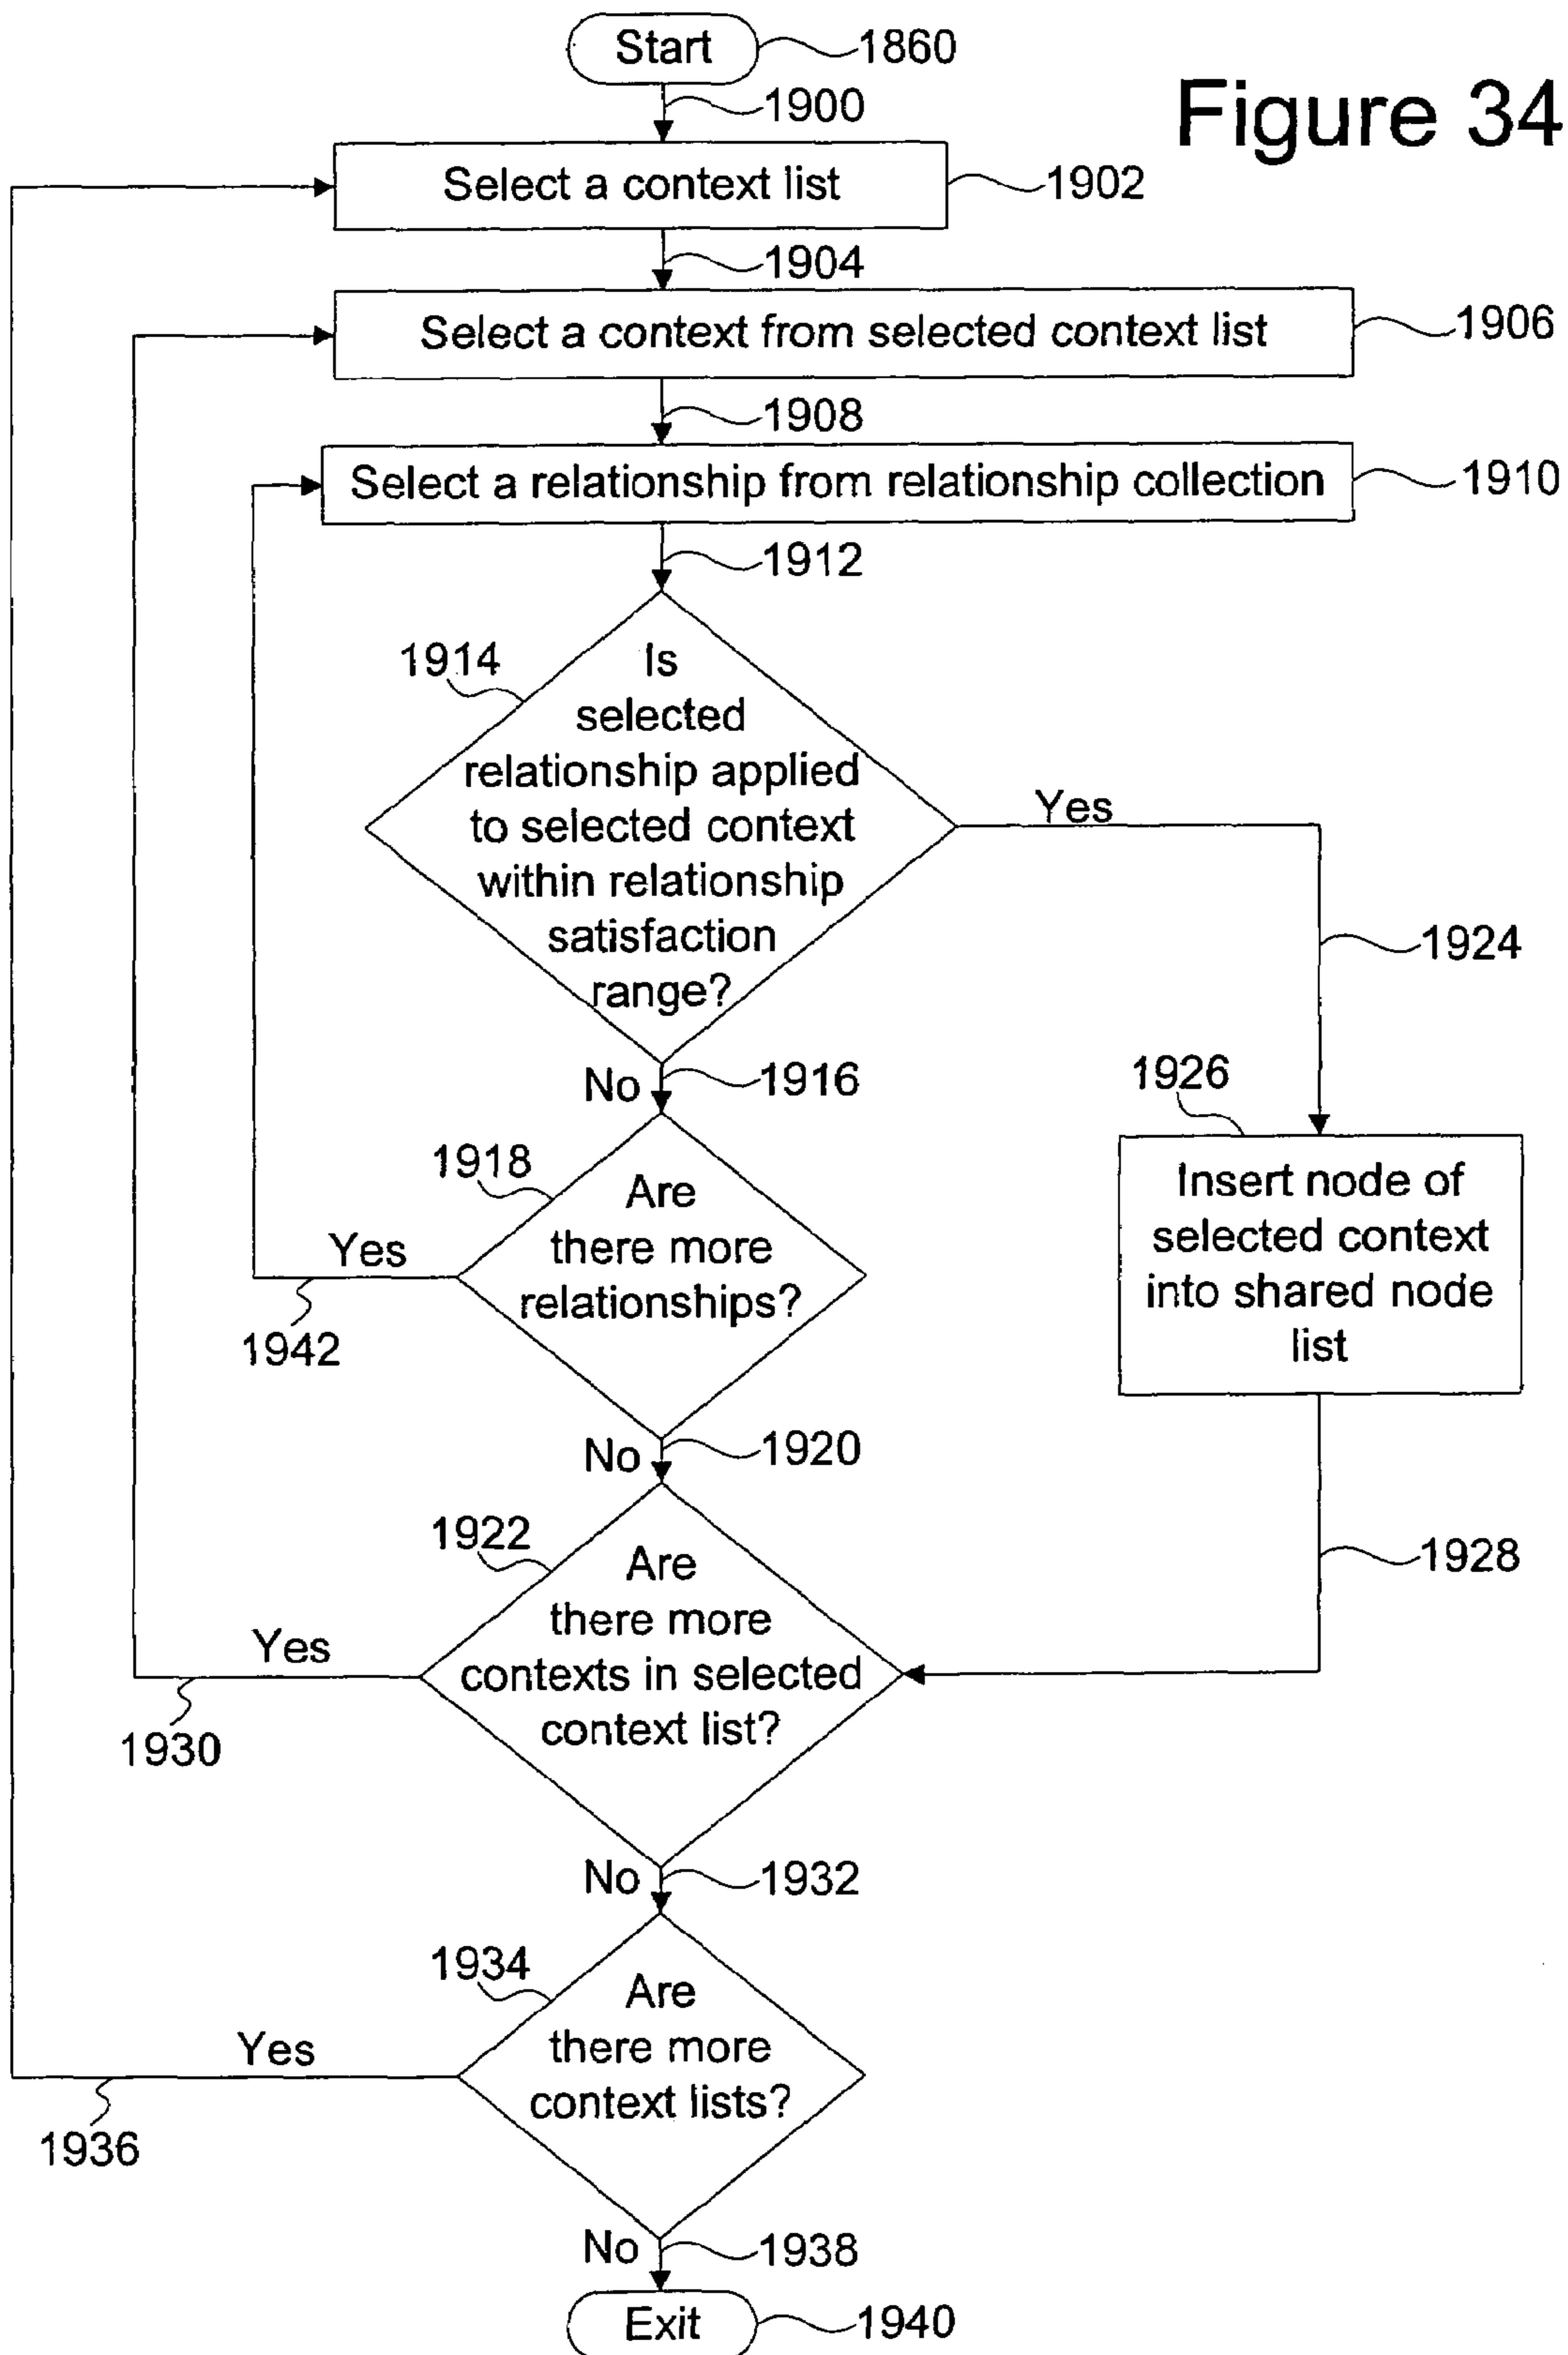 Start
1860
1900
Figure 34
Select a context list
1902
1904
Select a context from selected context list
1906
1908
Select a relationship from relationship collection
1910
1912
1914
Is
selected
relationship applied
to selected context
within relationship
satisfaction
range?
Yes
1924
No
1916
1926
Insert node of
selected context
into shared node
list
1918
Are
there more
relationships?
Yes
1942
No
1920
1922
Are
there more
contexts in selected
context list?
1928
Yes
1930
No
1932
1934
Are
there more
context lists?
Yes
1936
No
1938
Exit
1940